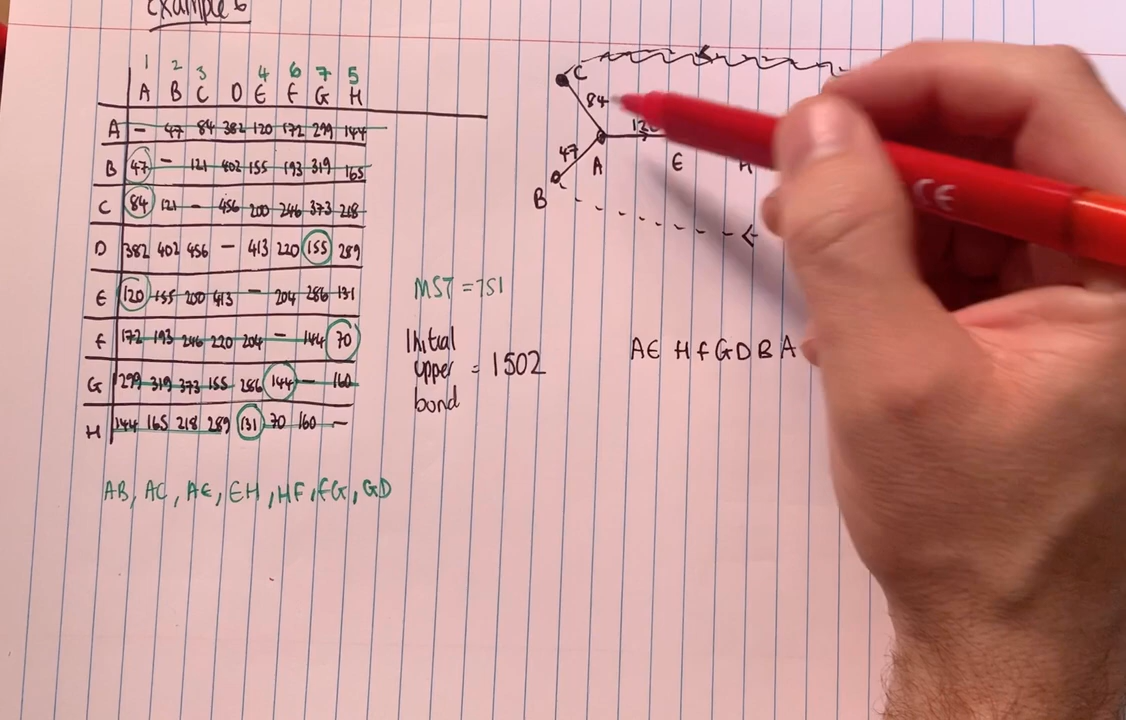 Example 6
1 2 3 4 6 7 5
A B C D E F G H
A - 47 84 382 120 172 299 144
B 47 - 121 402 155 193 319 165
C 84 121 - 456 200 246 373 218
D 382 402 456 - 413 220 155 289
E 120 155 200 413 - 204 286 131
F 172 193 246 220 204 - 144 70
G 299 319 373 155 286 144 - 160
H 144 165 218 289 131 70 160 -
AB, AC, AE, EH, HF, FG, GD
MST = 751
Initial
upper = 1502
bond
C
84
47
A
E
H
B
AE H F G D B A
CE